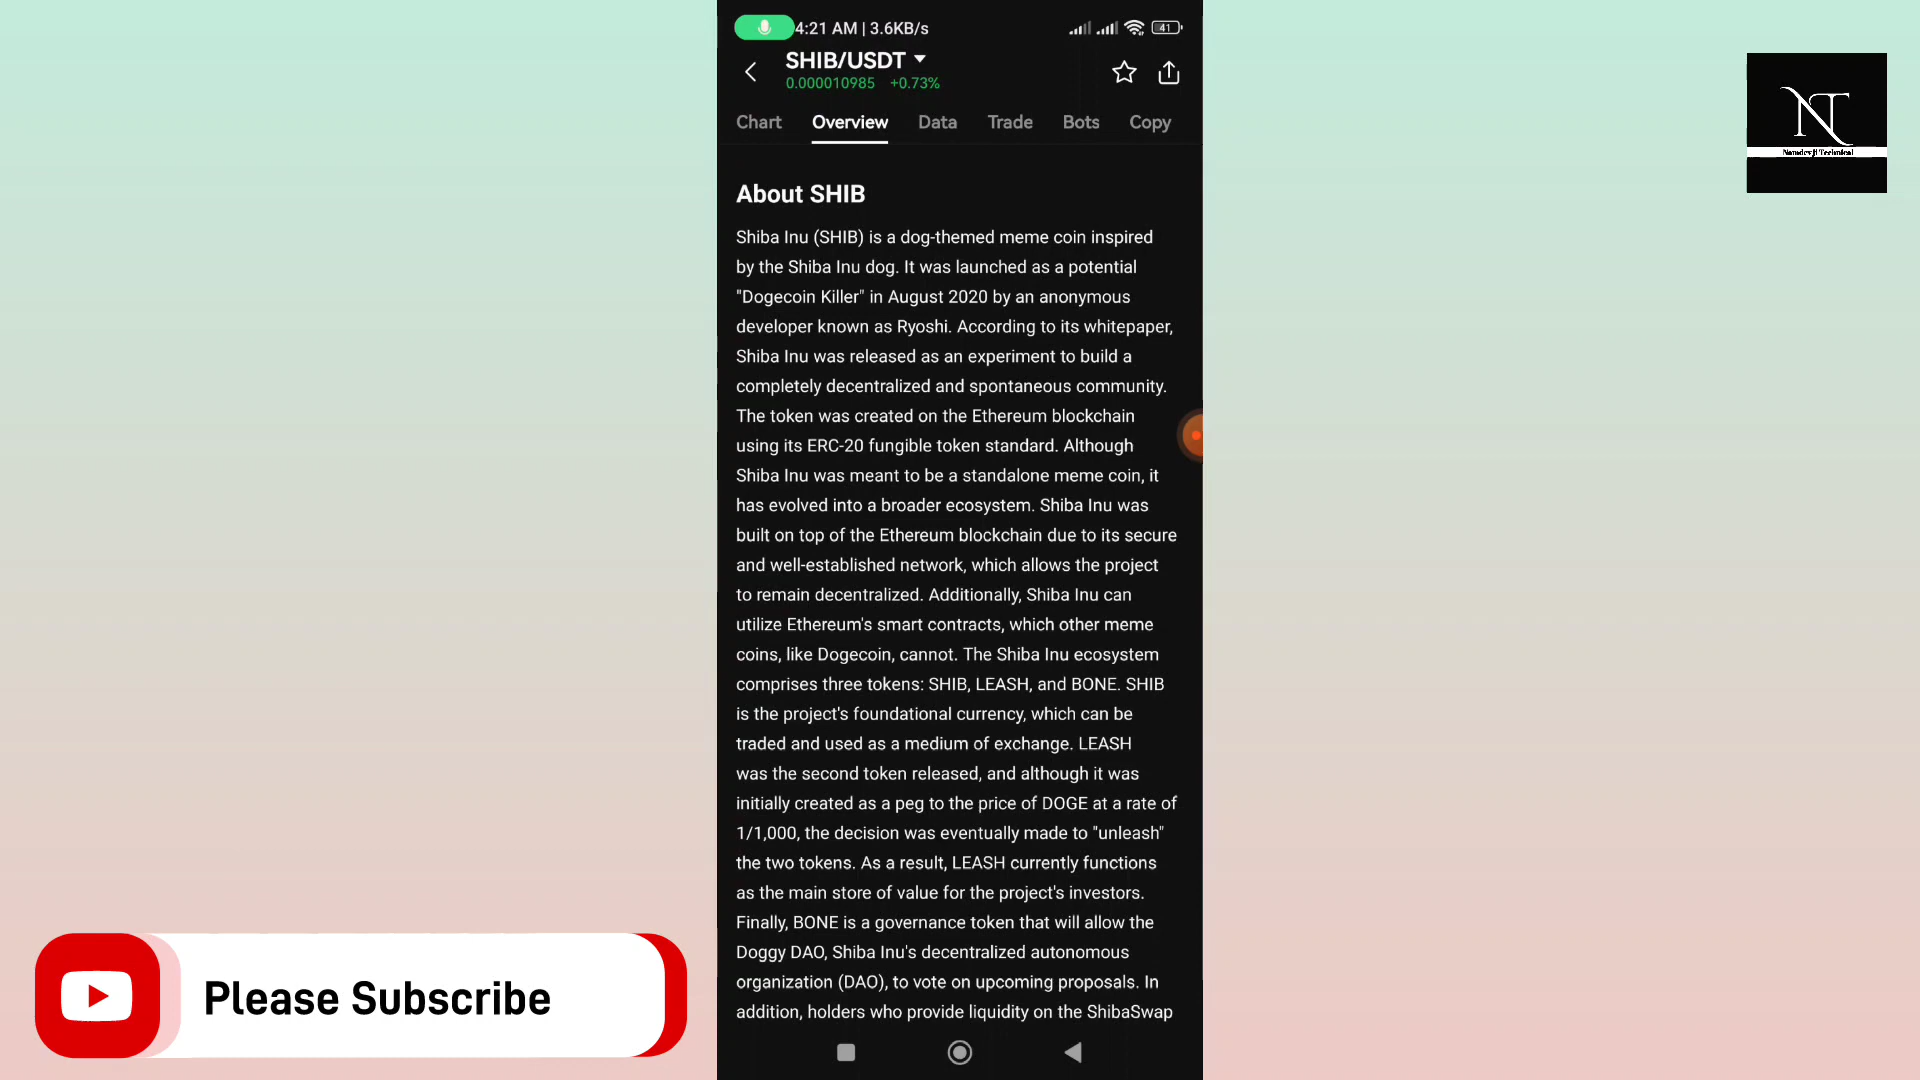 4:21 AM | 3.6KB/s
41
SHIB/USDT
0.000010985 +0.73%
Chart Overview Data Trade Bots Copy
About SHIB
Shiba Inu (SHIB) is a dog-themed meme coin inspired
by the Shiba Inu dog. It was launched as a potential
"Dogecoin Killer" in August 2020 by an anonymous
developer known as Ryoshi. According to its whitepaper,
Shiba Inu was released as an experiment to build a
completely decentralized and spontaneous community.
The token was created on the Ethereum blockchain
using its ERC-20 fungible token standard. Although
Shiba Inu was meant to be a standalone meme coin, it
has evolved into a broader ecosystem. Shiba Inu was
built on top of the Ethereum blockchain due to its secure
and well-established network, which allows the project
to remain decentralized. Additionally, Shiba Inu can
utilize Ethereum's smart contracts, which other meme
coins, like Dogecoin, cannot. The Shiba Inu ecosystem
comprises three tokens: SHIB, LEASH, and BONE. SHIB
is the project's foundational currency, which can be
traded and used as a medium of exchange. LEASH
was the second token released, and although it was
initially created as a peg to the price of DOGE at a rate of
1/1,000, the decision was eventually made to "unleash"
the two tokens. As a result, LEASH currently functions
as the main store of value for the project's investors.
Finally, BONE is a governance token that will allow the
Doggy DAO, Shiba Inu's decentralized autonomous
organization (DAO), to vote on upcoming proposals. In
addition, holders who provide liquidity on the ShibaSwap
NT
Namdevji Technical
Please Subscribe